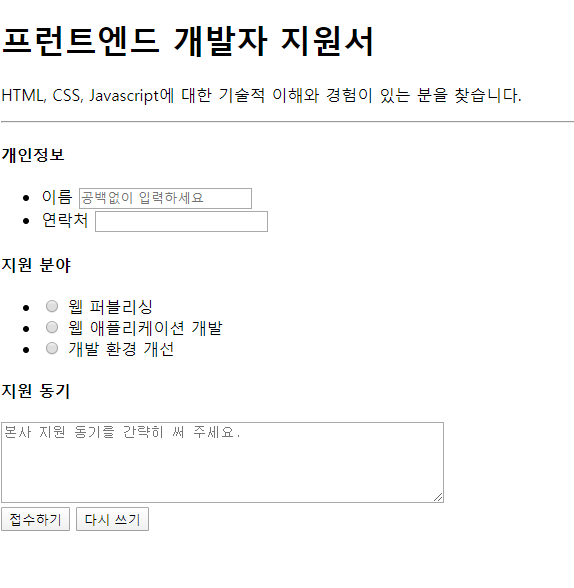 프런트엔드 개발자 지원서
HTML, CSS, Javascript에 대한 기술적 이해와 경험이 있는 분을 찾습니다.
개인정보
이름 공백없이 입력하세요
연락처
지원 분야
웹 퍼블리싱
웹 애플리케이션 개발
개발 환경 개선
지원 동기
본사 지원 동기를 간략히 써 주세요.
접수하기 다시 쓰기